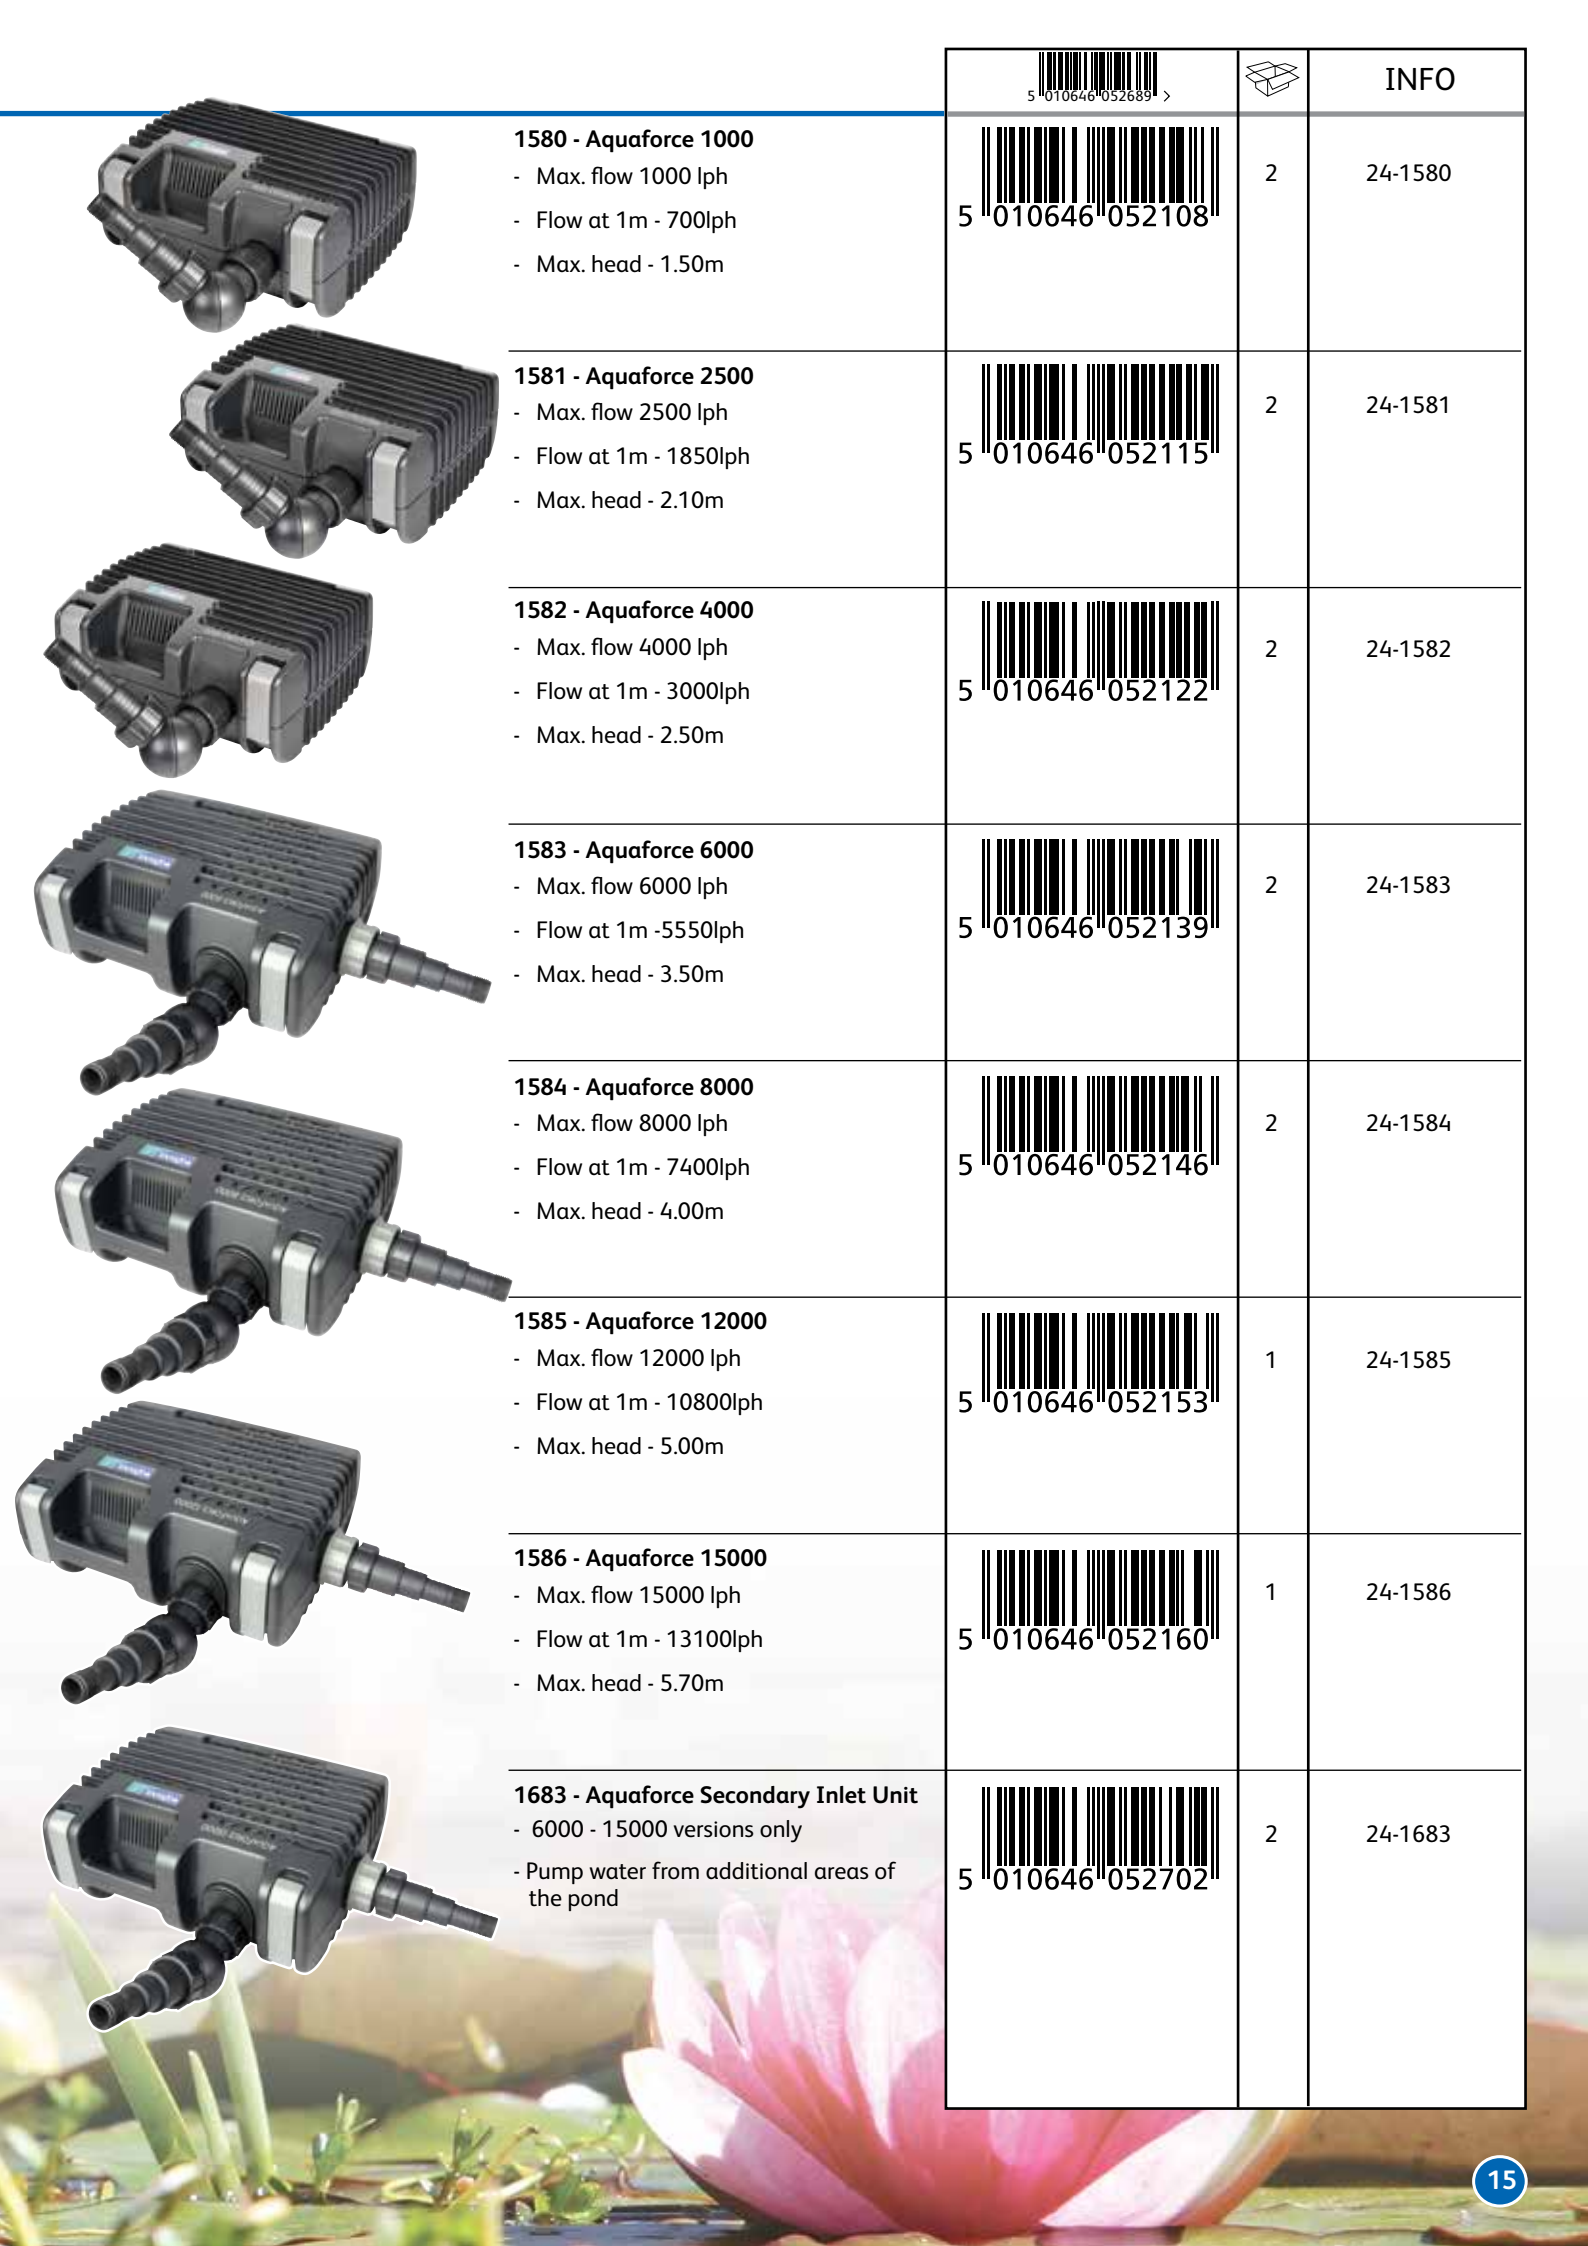 5 010646 052689 >
INFO
1580 - Aquaforce 1000
- Max. flow 1000 lph
- Flow at 1m - 700lph
- Max. head - 1.50m
5 010646 052108
2
24-1580
1581 - Aquaforce 2500
- Max. flow 2500 lph
- Flow at 1m - 1850lph
- Max. head - 2.10m
5 010646 052115
2
24-1581
1582 - Aquaforce 4000
- Max. flow 4000 lph
- Flow at 1m - 3000lph
- Max. head - 2.50m
5 010646 052122
2
24-1582
1583 - Aquaforce 6000
- Max. flow 6000 lph
- Flow at 1m -5550lph
- Max. head - 3.50m
5 010646 052139
2
24-1583
1584 - Aquaforce 8000
- Max. flow 8000 lph
- Flow at 1m - 7400lph
- Max. head - 4.00m
5 010646 052146
2
24-1584
1585 - Aquaforce 12000
- Max. flow 12000 lph
- Flow at 1m - 10800lph
- Max. head - 5.00m
5 010646 052153
1
24-1585
1586 - Aquaforce 15000
- Max. flow 15000 lph
- Flow at 1m - 13100lph
- Max. head - 5.70m
5 010646 052160
1
24-1586
1683 - Aquaforce Secondary Inlet Unit
- 6000 - 15000 versions only
- Pump water from additional areas of
the pond
5 010646 052702
2
24-1683
15